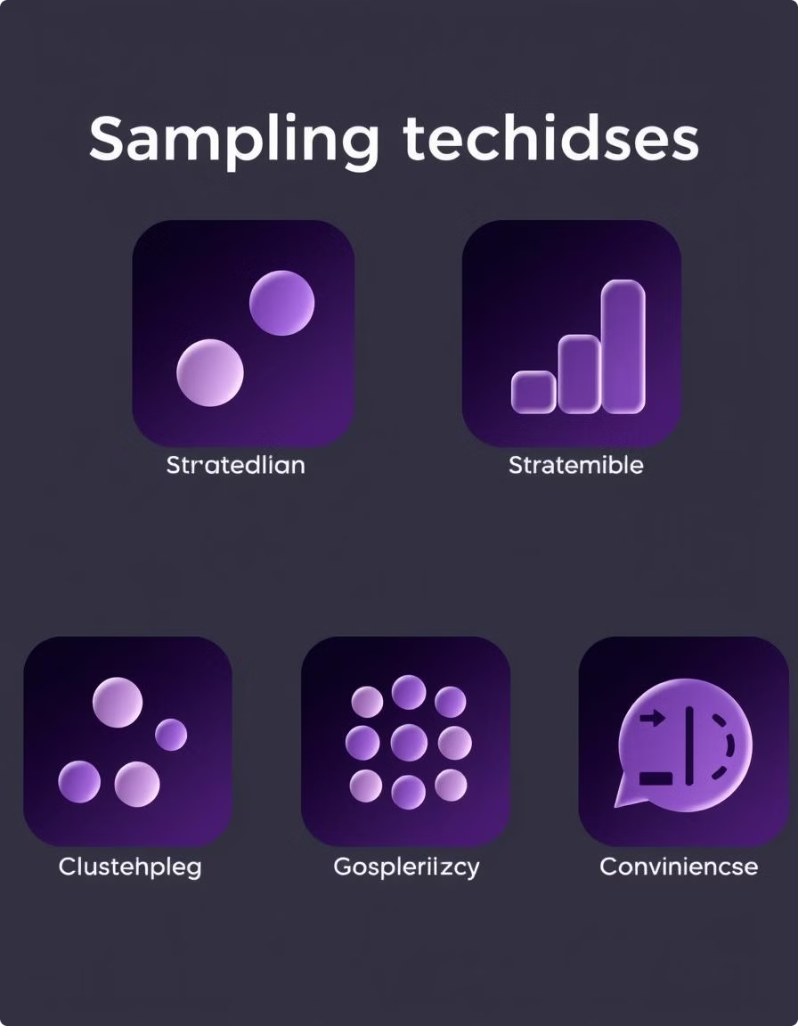 Sampling techidses
Stratedlian
Stratemible
Clustehpleg
Gospleriizcy
Conviniencse